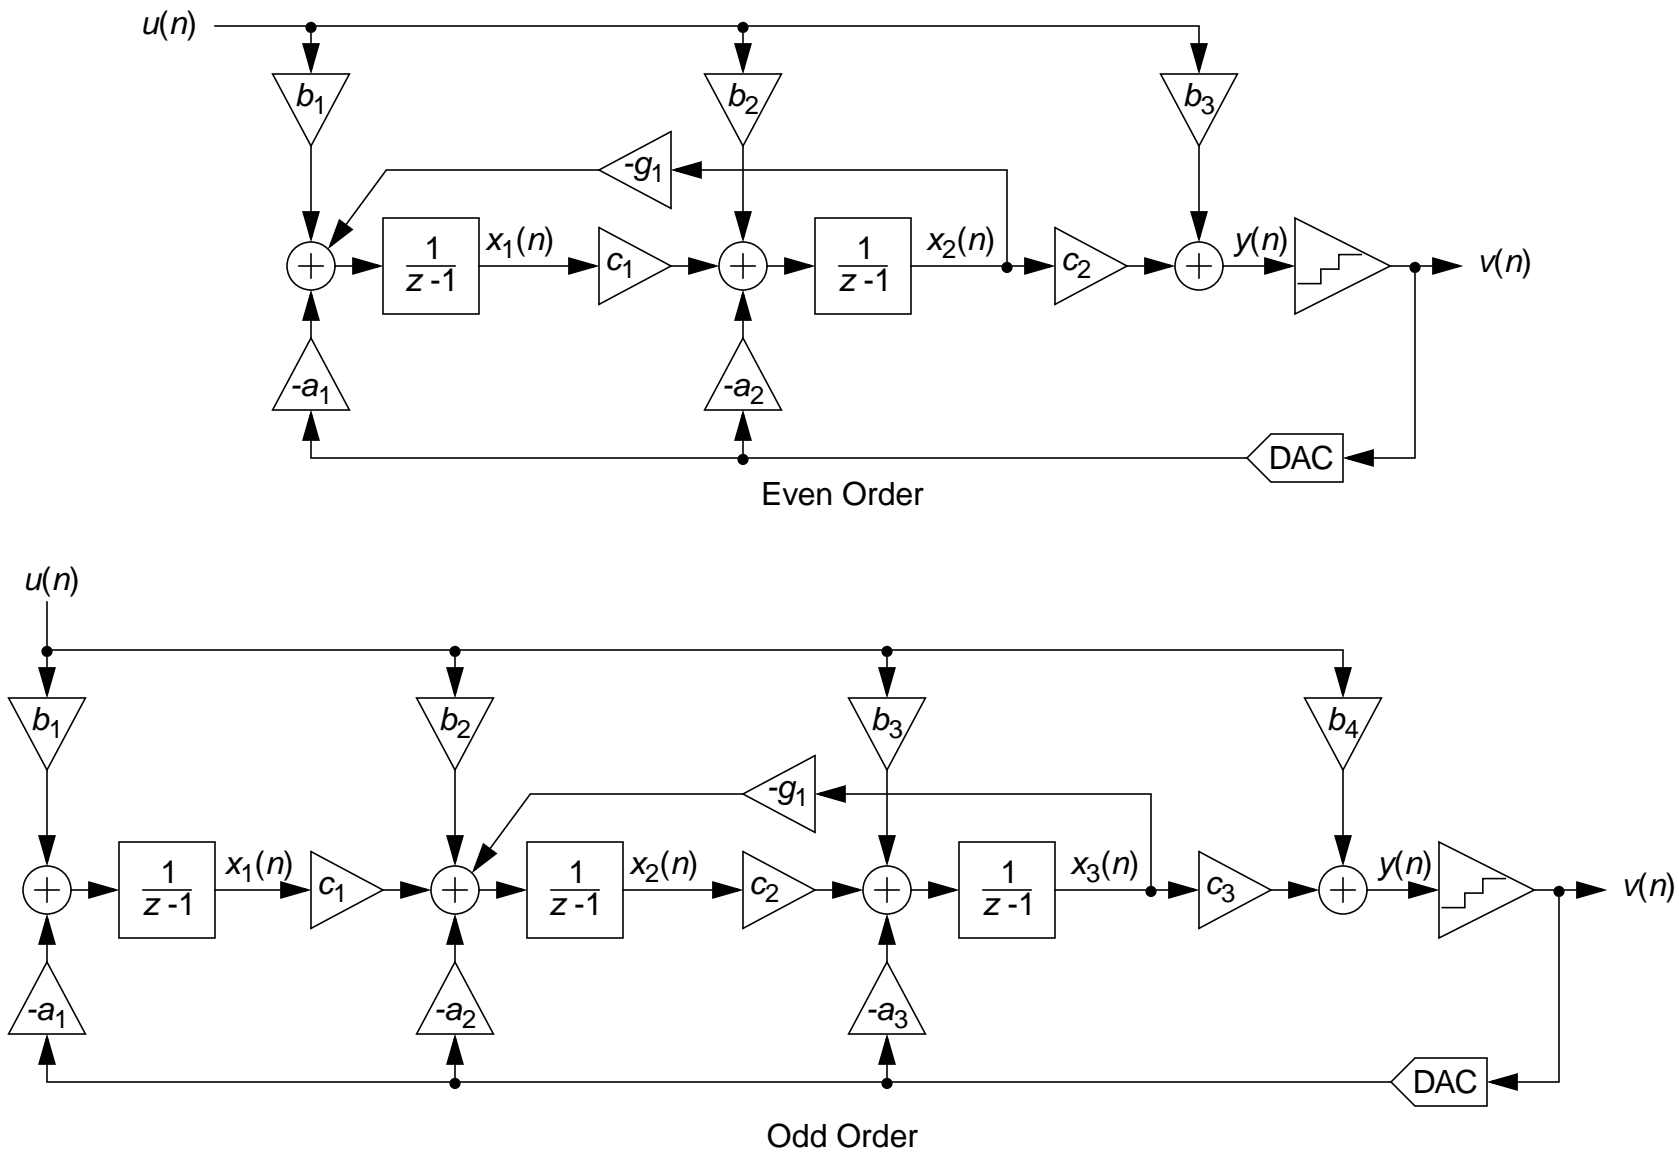 u(n)
b1 b2 b3
-g1
1
z -1
x1(n)
c1
1
z -1
x2(n)
c2
y(n)
v(n)
-a1 -a2
DAC
Even Order
u(n)
b1 b2 b3 b4
-g1
1
z -1
x1(n)
c1
1
z -1
x2(n)
c2
1
z -1
x3(n)
c3
y(n)
v(n)
-a1 -a2 -a3
DAC
Odd Order